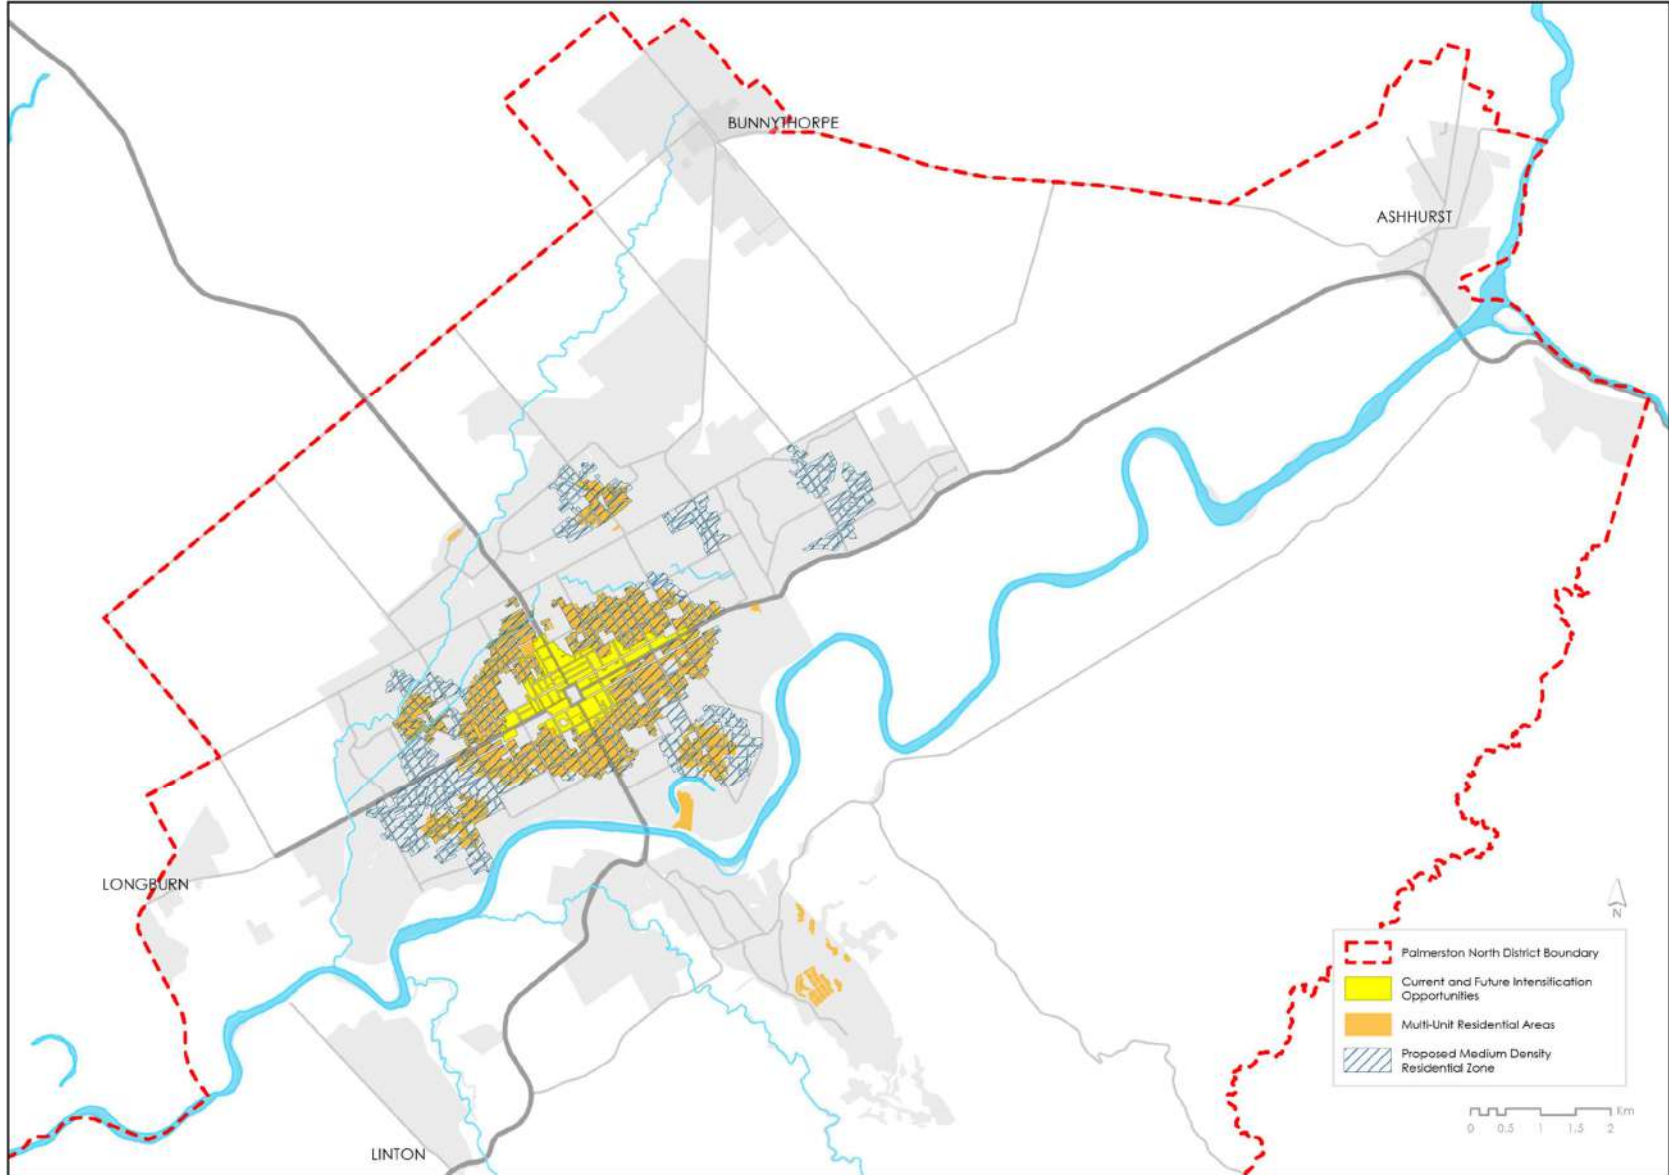 BUNNYTHORPE
ASHHURST
LONGBURN
LINTON
N
Palmerston North District Boundary
Current and Future Intensification
Opportunities
Multi-Unit Residential Areas
Proposed Medium Density
Residential Zone
Km
0 0.5 1 1.5 2